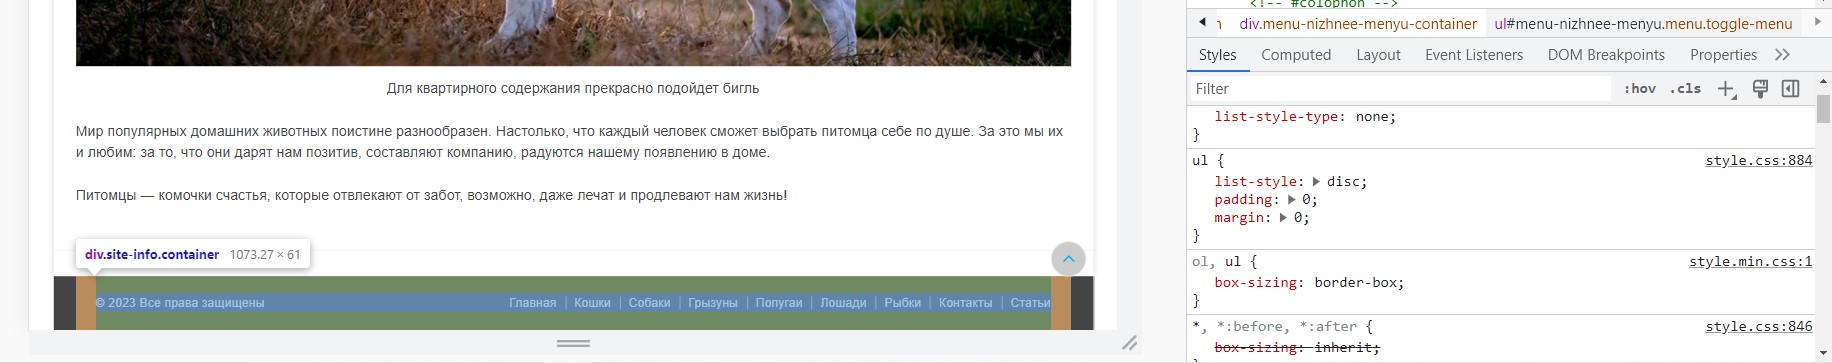 <!-- #colophon -->
div.menu-nizhnee-menyu-container ul#menu-nizhnee-menyu.menu.toggle-menu
Styles Computed Layout Event Listeners DOM Breakpoints Properties
Filter :hov .cls
list-style-type: none;
}
ul { style.css:884
list-style: disc;
padding: 0;
margin: 0;
}
ol, ul { style.min.css:1
box-sizing: border-box;
}
*, *:before, *:after { style.css:846
box-sizing: inherit;
Для квартирного содержания прекрасно подойдет бигль
Мир популярных домашних животных поистине разнообразен. Настолько, что каждый человек сможет выбрать питомца себе по душе. За это мы их
и любим: за то, что они дарят нам позитив, составляют компанию, радуются нашему появлению в доме.
Питомцы — комочки счастья, которые отвлекают от забот, возможно, даже лечат и продлевают нам жизнь!
div.site-info.container 1073.27 × 61
© 2023 Все права защищены Главная | Кошки | Собаки | Грызуны | Попугаи | Лошади | Рыбки | Контакты | Статьи